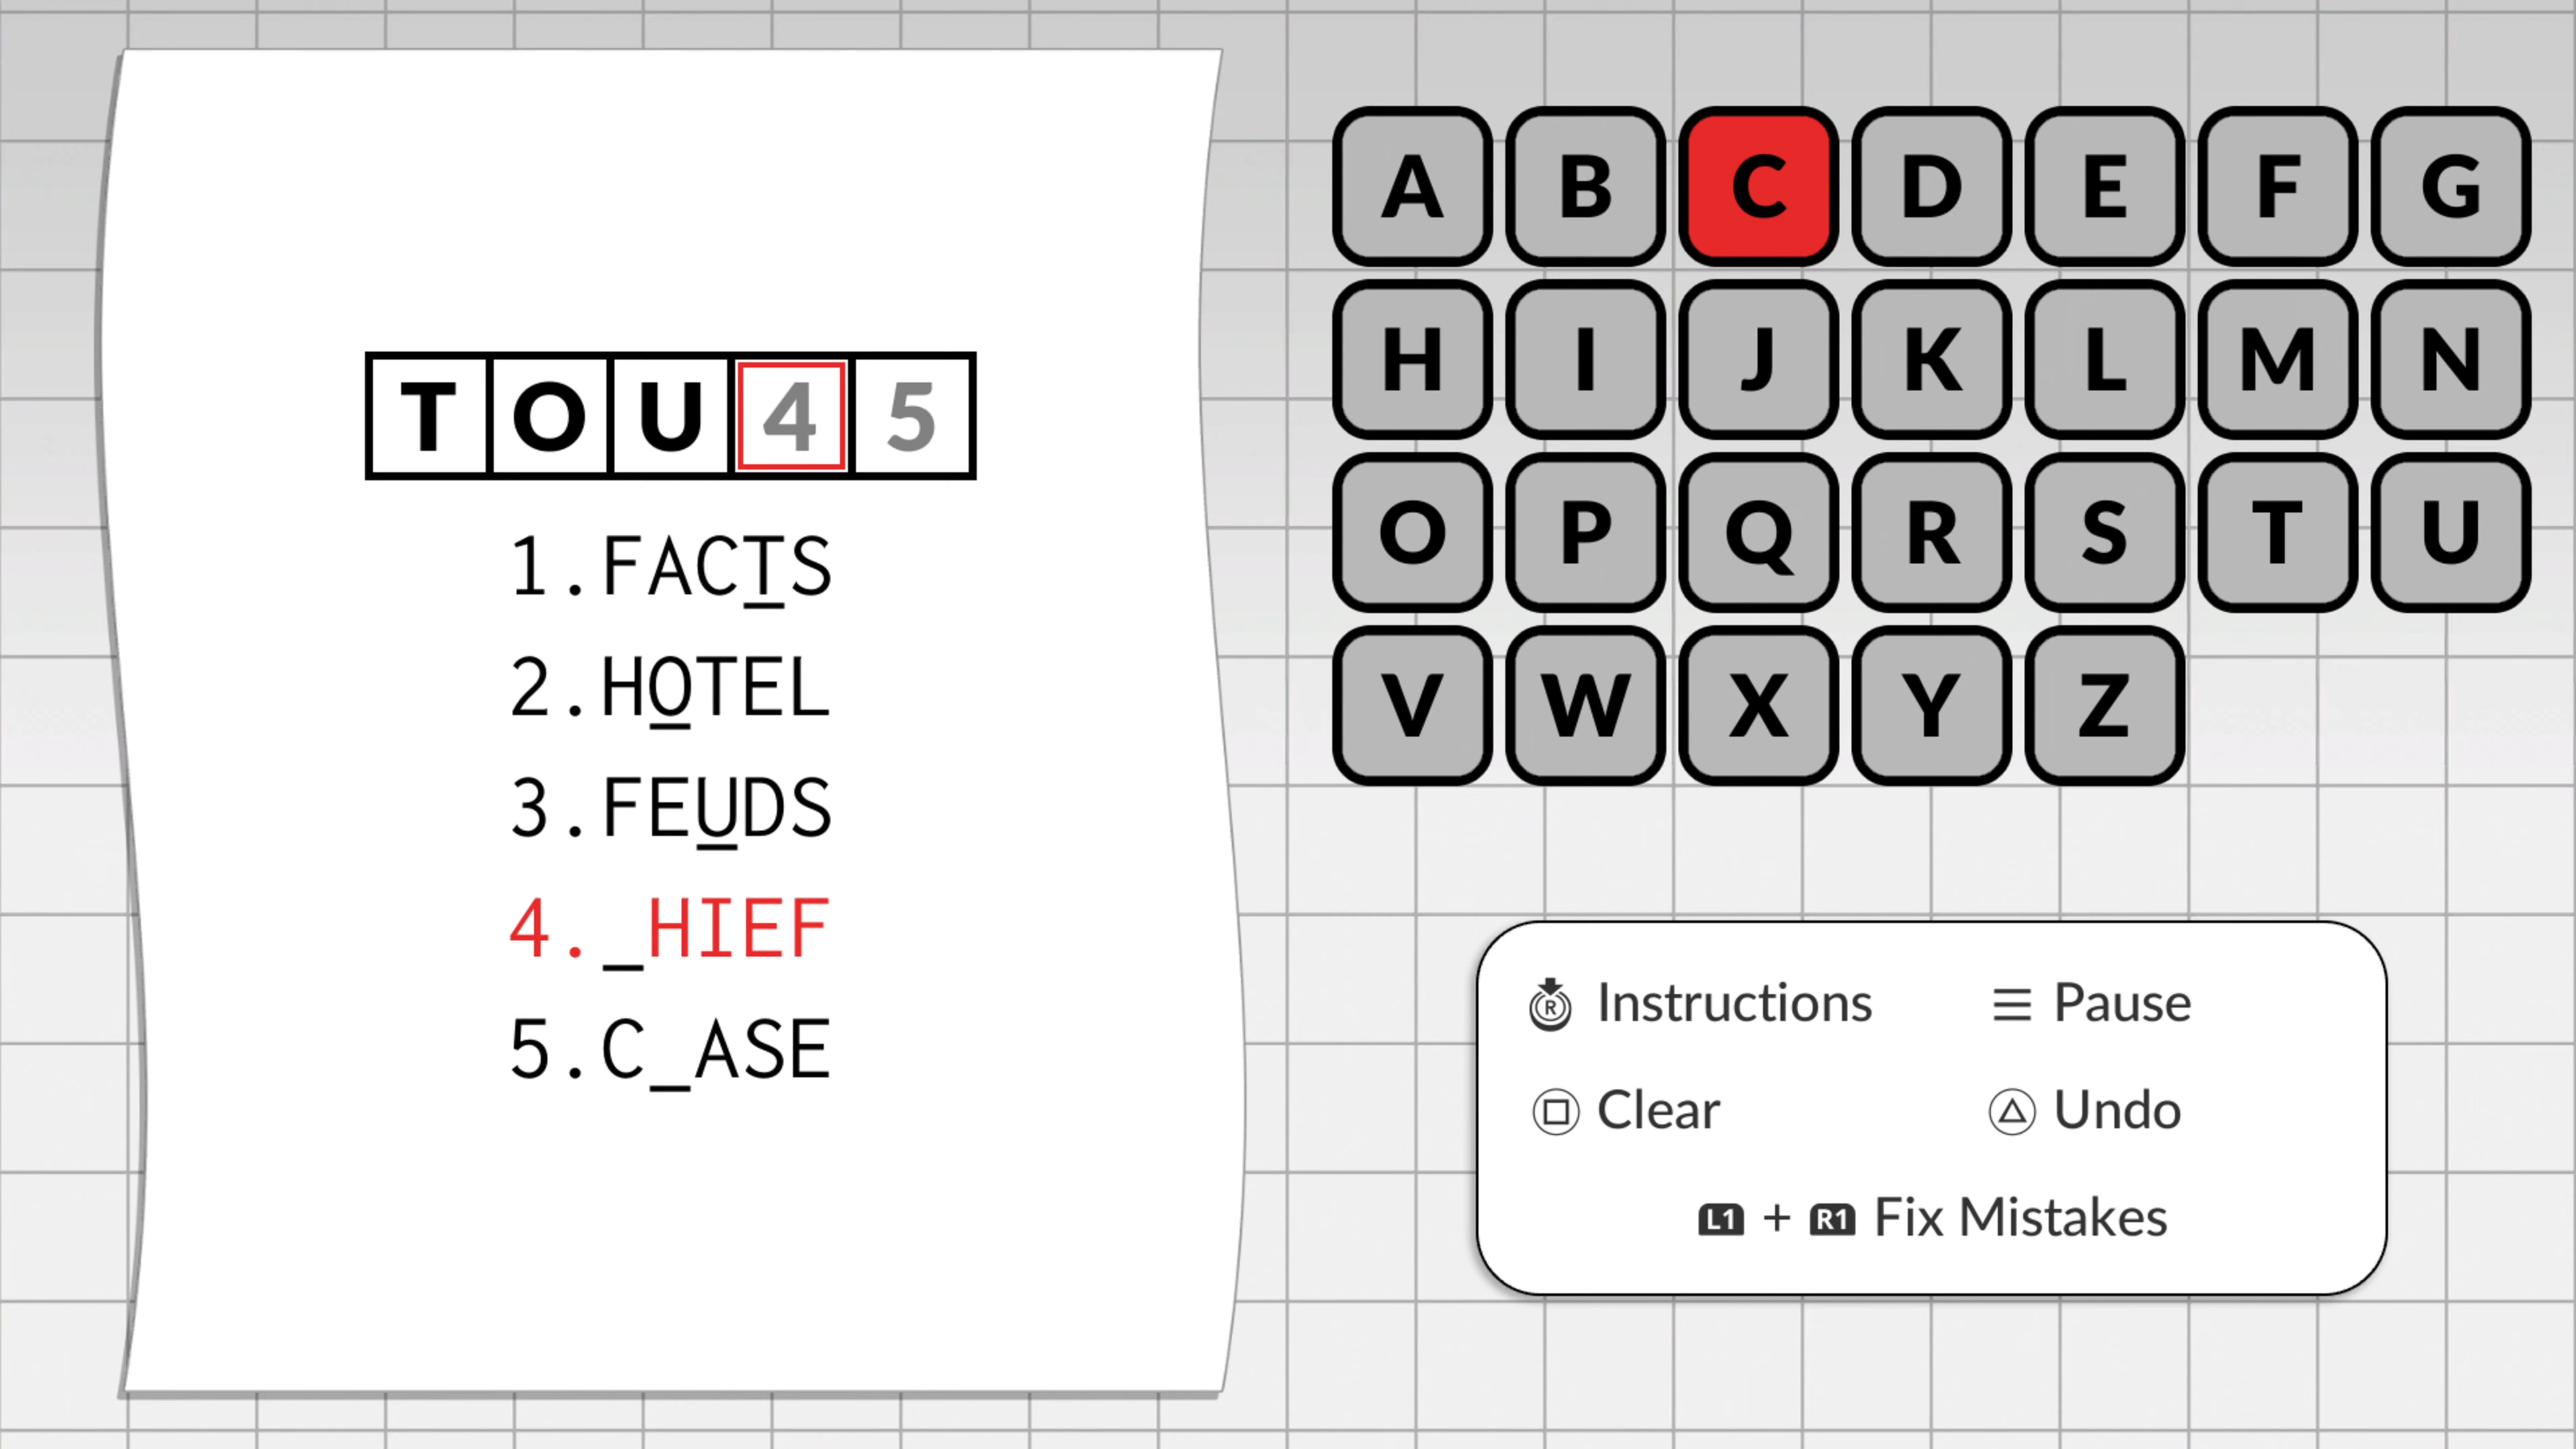 TOU45
1.FACTS
2.HOTEL
3.FEUDS
4._HIEF
5.C_ASE
A B C D E F G
H I J K L M N
O P Q R S T U
V W X Y Z
R Instructions ≡ Pause
Clear Undo
L1 + R1 Fix Mistakes